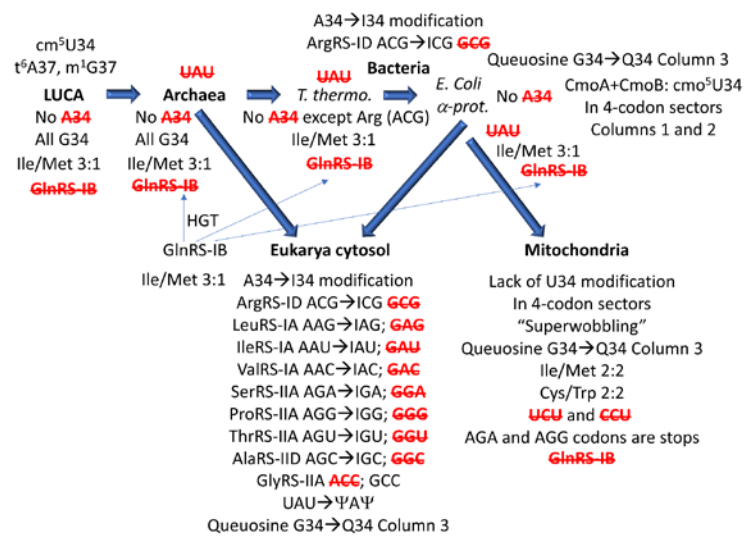 A34→I34 modification
ArgRS-ID ACG→ICG GCG
cm⁵U34
t⁶A37, m¹G37
LUCA
No A34
All G34
Ile/Met 3:1
GlnRS-IB
UAU
Archaea
No A34
All G34
Ile/Met 3:1
GlnRS-IB
HGT
GlnRS-IB
Ile/Met 3:1
Bacteria
UAU
T. thermo.
No A34 except Arg (ACG)
Ile/Met 3:1
GlnRS-IB
E. Coli
α-prot.
Queuosine G34→Q34 Column 3
No A34
CmoA+CmoB: cmo⁵U34
In 4-codon sectors
Columns 1 and 2
UAU
Ile/Met 3:1
GlnRS-IB
Eukarya cytosol
A34→I34 modification
ArgRS-ID ACG→ICG GCG
LeuRS-IA AAG→IAG; GAG
IleRS-IA AAU→IAU; GAU
ValRS-IA AAC→IAC; GAC
SerRS-IIA AGA→IGA; GGA
ProRS-IIA AGG→IGG; GGG
ThrRS-IIA AGU→IGU; GGU
AlaRS-IID AGC→IGC; GGC
GlyRS-IIA ACC; GCC
UAU→ΨAΨ
Queuosine G34→Q34 Column 3
Mitochondria
Lack of U34 modification
In 4-codon sectors
“Superwobbling”
Queuosine G34→Q34 Column 3
Ile/Met 2:2
Cys/Trp 2:2
UCU and CCU
AGA and AGG codons are stops
GlnRS-IB